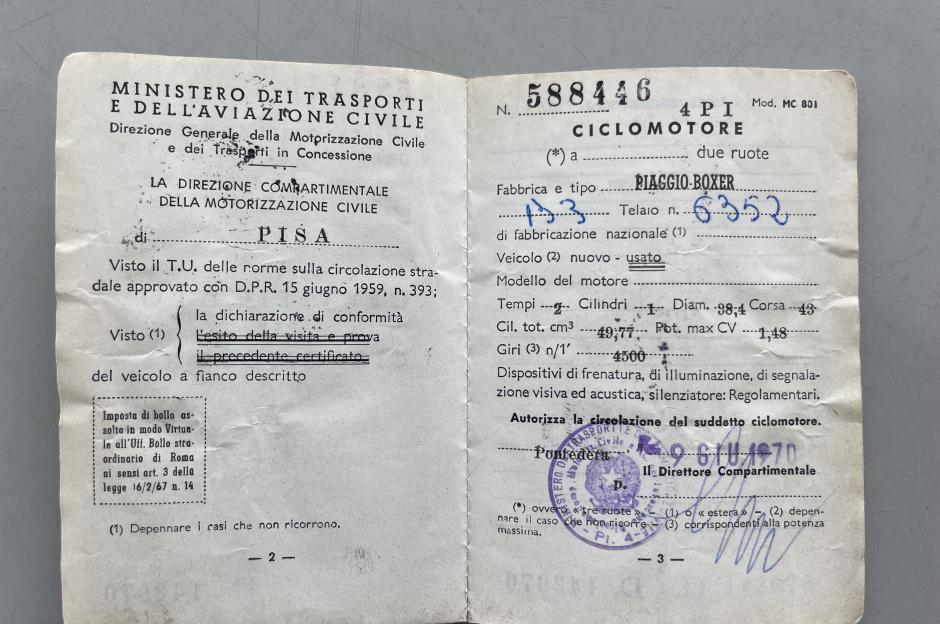 MINISTERO DEI TRASPORTI
E DELL'AVIAZIONE CIVILE
Direzione Generale della Motorizzazione Civile
e dei Trasporti in Concessione
LA DIREZIONE COMPARTIMENTALE
DELLA MOTORIZZAZIONE CIVILE
di PISA
Visto il T.U. delle norme sulla circolazione stra-
dale approvato con D.P.R. 15 giugno 1959, n. 393;
Visto (1)
la dichiarazione di conformità
l'esito della visita e prova
il precedente certificato
del veicolo a fianco descritto
Imposta di bollo as-
solta in modo Virtua-
le all'Uff. Bollo stra-
ordinario di Roma
ai sensi art. 3 della
legge 16/2/67 n. 14
(1) Depennare i casi che non ricorrono.
— 2 —
N. 588446 4PI Mod. MC 801
CICLOMOTORE
(*) a due ruote
Fabbrica e tipo PIAGGIO-BOXER
133 Telaio n. 6352
di fabbricazione nazionale (1)
Veicolo (2) nuovo - usato
Modello del motore
Tempi 2 Cilindri 1 Diam. 38,4 Corsa 43
Cil. tot. cm³ 49,77 Pot. max CV 1,48
Giri (3) n/1' 4500
Dispositivi di frenatura, di illuminazione, di segnala-
zione visiva ed acustica, silenziatore: Regolamentari.
Autorizza la circolazione del suddetto ciclomotore.
Pontedera 9 GIU 1970
Il Direttore Compartimentale
p.
(*) ovvero « tre ruote » (1) o « estera » - (2) depen-
nare il caso che non ricorre - (3) corrispondenti alla potenza
massima.
— 3 —